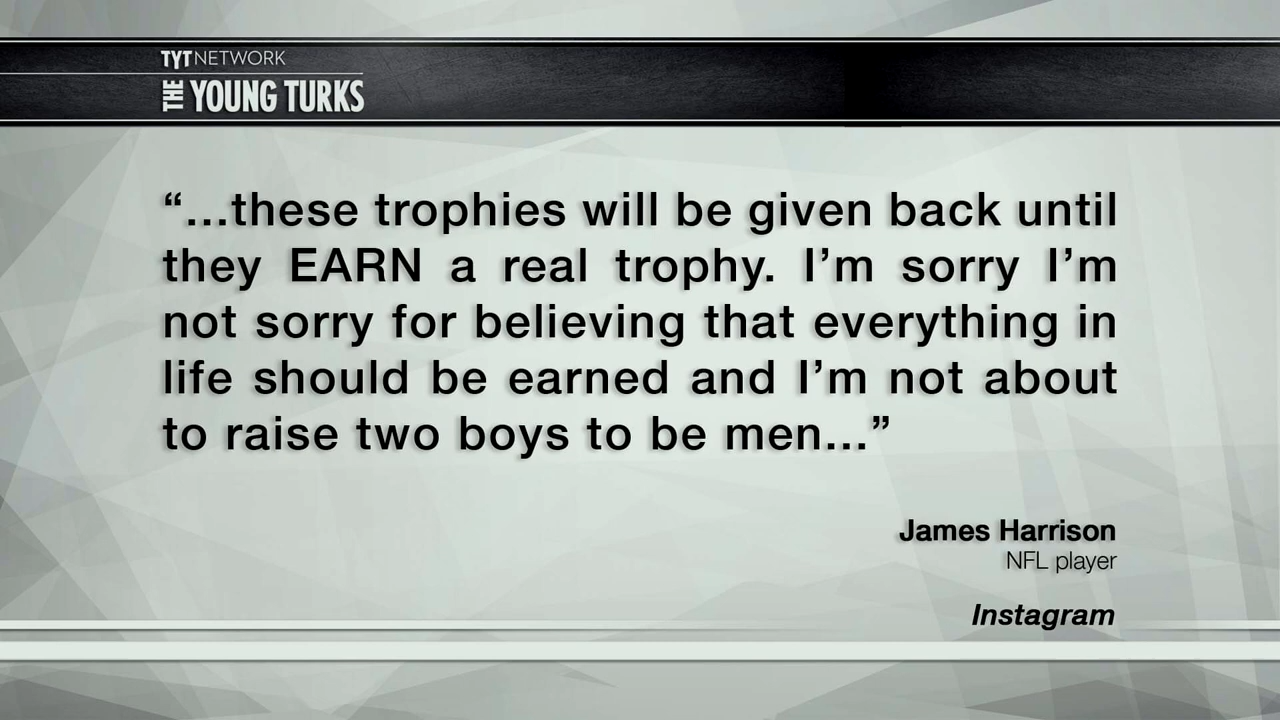 TYTNETWORK
THE YOUNG TURKS
“...these trophies will be given back until
they EARN a real trophy. I’m sorry I’m
not sorry for believing that everything in
life should be earned and I’m not about
to raise two boys to be men...”
James Harrison
NFL player
Instagram